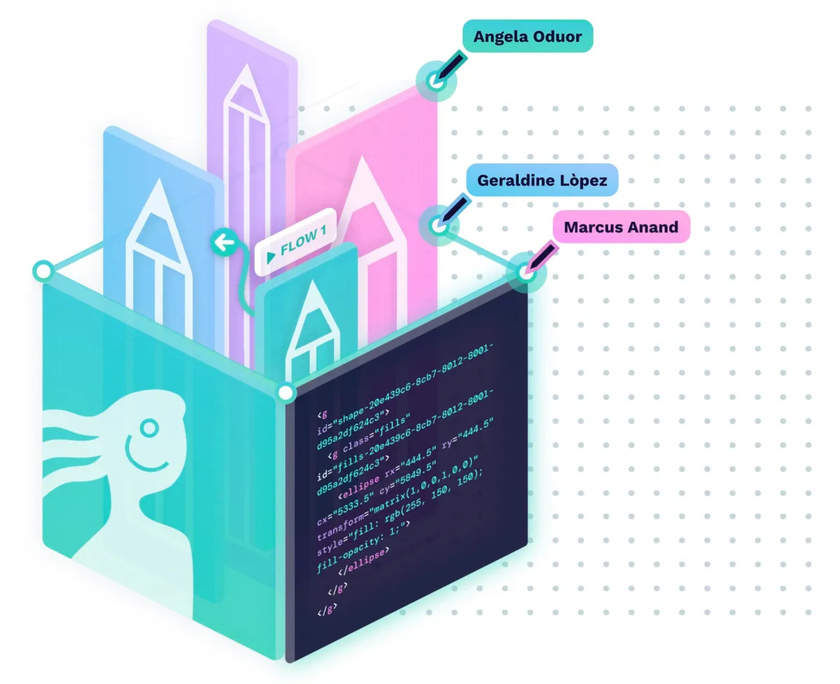 Angela Oduor
Geraldine Lòpez
Marcus Anand
FLOW 1
<g
id="shape-20e439c6-8cb7-8012-8001-
d95a2df624c3">
<g class="fills"
id="fills-20e439c6-8cb7-8012-8001-
d95a2df624c3">
<ellipse rx="444.5" ry="444.5"
cx="5333.5" cy="5849.5"
transform="matrix(1,0,0,1,0,0)"
style="fill: rgb(255, 150, 150);
fill-opacity: 1;">
</ellipse>
</g>
</g>